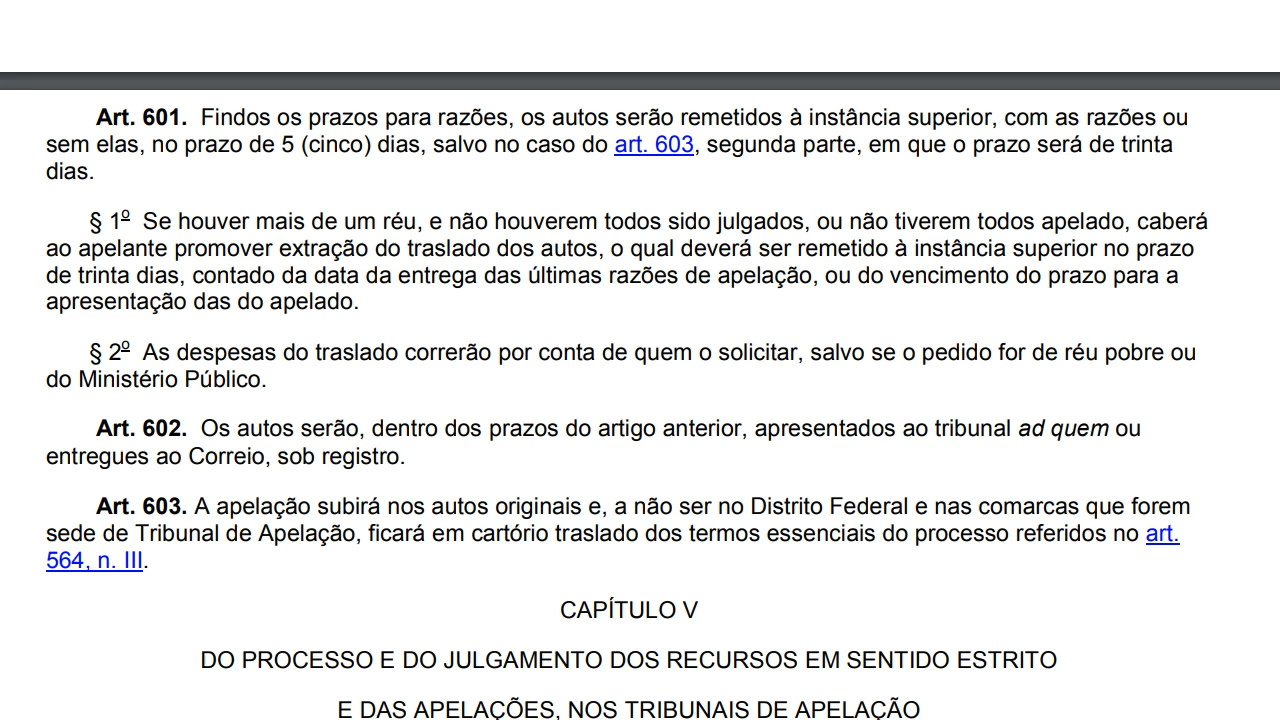 Art. 601.  Findos os prazos para razões, os autos serão remetidos à instância superior, com as razões ou
sem elas, no prazo de 5 (cinco) dias, salvo no caso do art. 603, segunda parte, em que o prazo será de trinta
dias.
§ 1º  Se houver mais de um réu, e não houverem todos sido julgados, ou não tiverem todos apelado, caberá
ao apelante promover extração do traslado dos autos, o qual deverá ser remetido à instância superior no prazo
de trinta dias, contado da data da entrega das últimas razões de apelação, ou do vencimento do prazo para a
apresentação das do apelado.
§ 2º  As despesas do traslado correrão por conta de quem o solicitar, salvo se o pedido for de réu pobre ou
do Ministério Público.
Art. 602.  Os autos serão, dentro dos prazos do artigo anterior, apresentados ao tribunal ad quem ou
entregues ao Correio, sob registro.
Art. 603. A apelação subirá nos autos originais e, a não ser no Distrito Federal e nas comarcas que forem
sede de Tribunal de Apelação, ficará em cartório traslado dos termos essenciais do processo referidos no art.
564, n. III.
CAPÍTULO V
DO PROCESSO E DO JULGAMENTO DOS RECURSOS EM SENTIDO ESTRITO
E DAS APELAÇÕES, NOS TRIBUNAIS DE APELAÇÃO